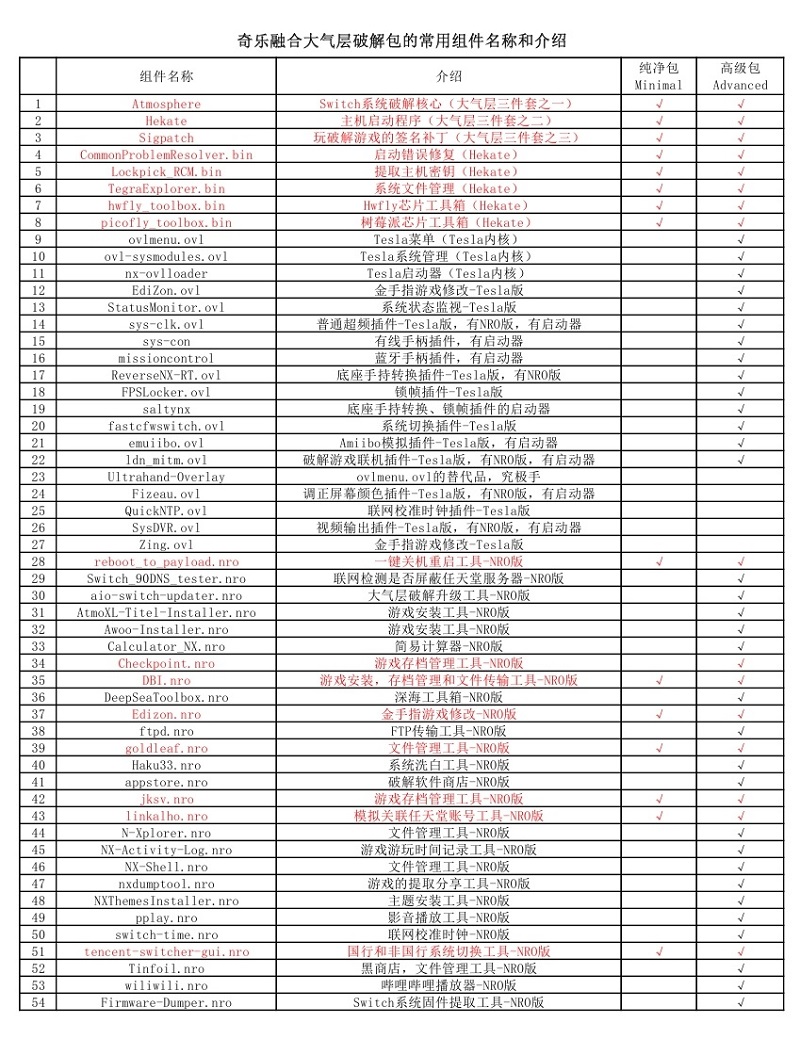 奇乐融合大气层破解包的常用组件名称和介绍
组件名称 介绍 纯净包 Minimal 高级包 Advanced
1 Atmosphere Switch系统破解核心（大气层三件套之一） √ √
2 Hekate 主机启动程序（大气层三件套之二） √ √
3 Sigpatch 玩破解游戏的签名补丁（大气层三件套之三） √ √
4 CommonProblemResolver.bin 启动错误修复（Hekate） √ √
5 Lockpick_RCM.bin 提取主机密钥（Hekate） √ √
6 TegraExplorer.bin 系统文件管理（Hekate） √ √
7 hwfly_toolbox.bin Hwfly芯片工具箱（Hekate） √ √
8 picofly_toolbox.bin 树莓派芯片工具箱（Hekate） √ √
9 ovlmenu.ovl Tesla菜单（Tesla内核） √
10 ovl-sysmodules.ovl Tesla系统管理（Tesla内核） √
11 nx-ovlloader Tesla启动器（Tesla内核） √
12 EdiZon.ovl 金手指游戏修改-Tesla版 √
13 StatusMonitor.ovl 系统状态监视-Tesla版 √
14 sys-clk.ovl 普通超频插件-Tesla版，有NRO版，有启动器 √
15 sys-con 有线手柄插件，有启动器 √
16 missioncontrol 蓝牙手柄插件，有启动器 √
17 ReverseNX-RT.ovl 底座手持转换插件-Tesla版，有NRO版 √
18 FPSLocker.ovl 锁帧插件-Tesla版 √
19 saltynx 底座手持转换、锁帧插件的启动器 √
20 fastcfwswitch.ovl 系统切换插件-Tesla版 √
21 emuiibo.ovl Amiibo模拟插件-Tesla版，有启动器 √
22 ldn_mitm.ovl 破解游戏联机插件-Tesla版，有NRO版，有启动器 √
23 Ultrahand-Overlay ovlmenu.ovl的替代品，究极手
24 Fizeau.ovl 调正屏幕颜色插件-Tesla版，有NRO版，有启动器
25 QuickNTP.ovl 联网校准时钟插件-Tesla版
26 SysDVR.ovl 视频输出插件-Tesla版，有NRO版，有启动器
27 Zing.ovl 金手指游戏修改-Tesla版
28 reboot_to_payload.nro 一键关机重启工具-NRO版 √ √
29 Switch_90DNS_tester.nro 联网检测是否屏蔽任天堂服务器-NRO版 √
30 aio-switch-updater.nro 大气层破解升级工具-NRO版 √
31 AtmoXL-Titel-Installer.nro 游戏安装工具-NRO版 √
32 Awoo-Installer.nro 游戏安装工具-NRO版 √
33 Calculator_NX.nro 简易计算器-NRO版 √
34 Checkpoint.nro 游戏存档管理工具-NRO版 √
35 DBI.nro 游戏安装，存档管理和文件传输工具-NRO版 √ √
36 DeepSeaToolbox.nro 深海工具箱-NRO版 √
37 Edizon.nro 金手指游戏修改-NRO版 √ √
38 ftpd.nro FTP传输工具-NRO版 √
39 goldleaf.nro 文件管理工具-NRO版 √ √
40 Haku33.nro 系统洗白工具-NRO版 √
41 appstore.nro 破解软件商店-NRO版 √
42 jksv.nro 游戏存档管理工具-NRO版 √ √
43 linkalho.nro 模拟关联任天堂账号工具-NRO版 √ √
44 N-Xplorer.nro 文件管理工具-NRO版 √
45 NX-Activity-Log.nro 游戏游玩时间记录工具-NRO版 √
46 NX-Shell.nro 文件管理工具-NRO版 √
47 nxdumptool.nro 游戏的提取分享工具-NRO版 √
48 NXThemesInstaller.nro 主题安装工具-NRO版 √
49 pplay.nro 影音播放工具-NRO版 √
50 switch-time.nro 联网校准时钟-NRO版 √
51 tencent-switcher-gui.nro 国行和非国行系统切换工具-NRO版 √ √
52 Tinfoil.nro 黑商店，文件管理工具-NRO版 √
53 wiliwili.nro 哔哩哔哩播放器-NRO版 √
54 Firmware-Dumper.nro Switch系统固件提取工具-NRO版 √